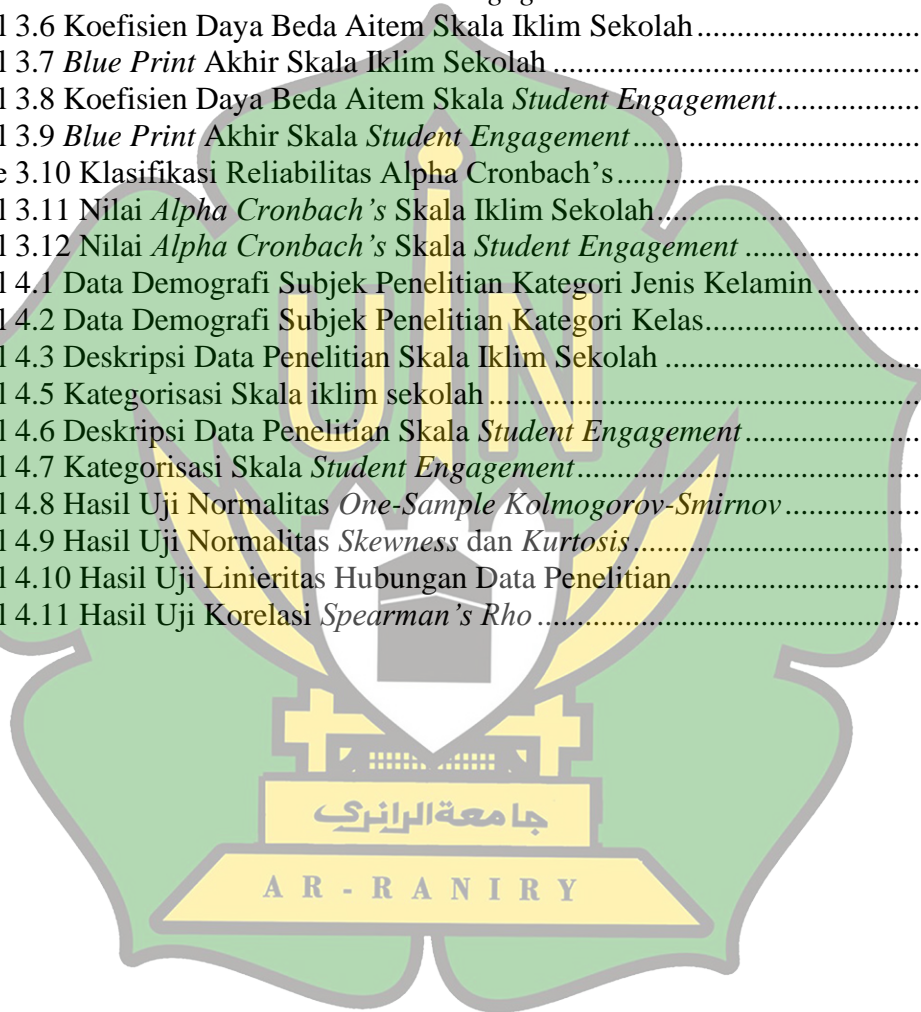 l 3.6 Koefisien Daya Beda Aitem Skala Iklim Sekolah
l 3.7 Blue Print Akhir Skala Iklim Sekolah
l 3.8 Koefisien Daya Beda Aitem Skala Student Engagement
l 3.9 Blue Print Akhir Skala Student Engagement
e 3.10 Klasifikasi Reliabilitas Alpha Cronbach's
l 3.11 Nilai Alpha Cronbach's Skala Iklim Sekolah
l 3.12 Nilai Alpha Cronbach's Skala Student Engagement
l 4.1 Data Demografi Subjek Penelitian Kategori Jenis Kelamin
l 4.2 Data Demografi Subjek Penelitian Kategori Kelas
l 4.3 Deskripsi Data Penelitian Skala Iklim Sekolah
l 4.5 Kategorisasi Skala iklim sekolah
l 4.6 Deskripsi Data Penelitian Skala Student Engagement
l 4.7 Kategorisasi Skala Student Engagement
l 4.8 Hasil Uji Normalitas One-Sample Kolmogorov-Smirnov
l 4.9 Hasil Uji Normalitas Skewness dan Kurtosis
l 4.10 Hasil Uji Linieritas Hubungan Data Penelitian
l 4.11 Hasil Uji Korelasi Spearman's Rho
UIN
جامعة الرانري
AR-RANIRY